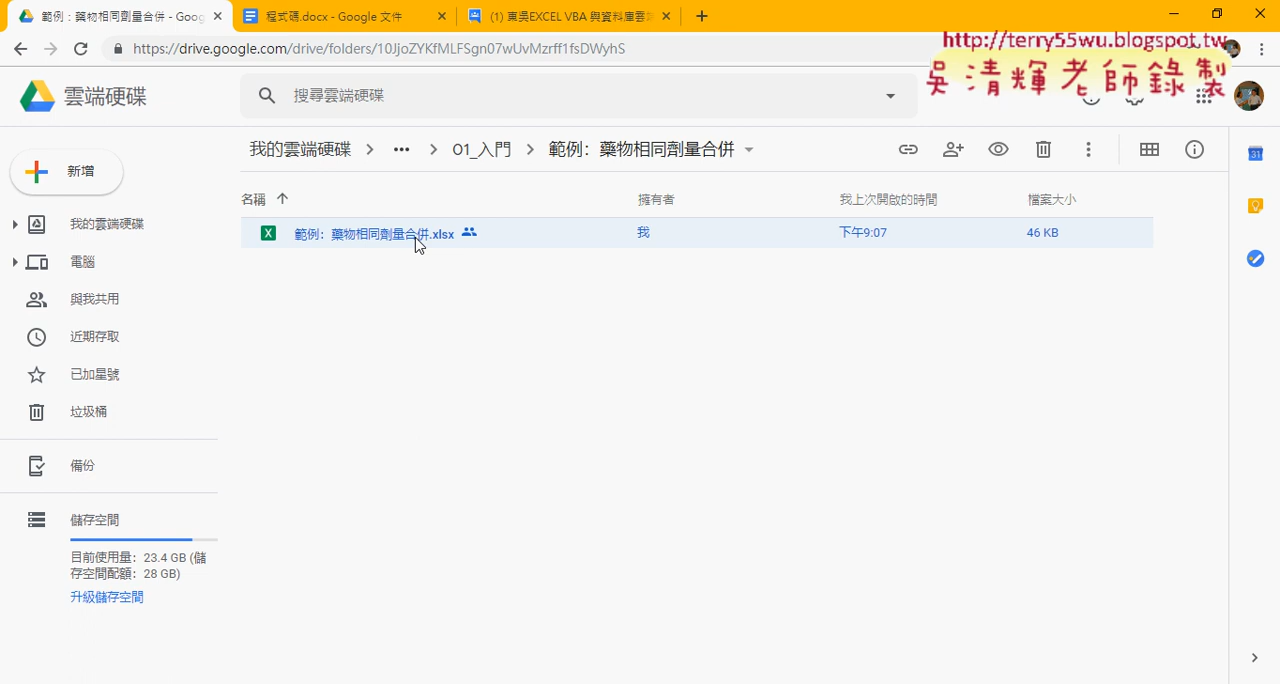 範例：藥物相同劑量合併 - Goog
程式碼.docx - Google 文件
(1) 東吳EXCEL VBA 與資料庫雲端
https://drive.google.com/drive/folders/10JjoZYKfMLFSgn07wUvMzrff1fsDWyhS
http://terry55wu.blogspot.tw
吳清輝老師錄製
雲端硬碟
搜尋雲端硬碟
新增
我的雲端硬碟
•••
01_入門
範例：藥物相同劑量合併
名稱
擁有者
我上次開啟的時間
檔案大小
範例：藥物相同劑量合併.xlsx
我
下午9:07
46 KB
我的雲端硬碟
電腦
與我共用
近期存取
已加星號
垃圾桶
備份
儲存空間
目前使用量：23.4 GB (儲
存空間配額：28 GB)
升級儲存空間
31